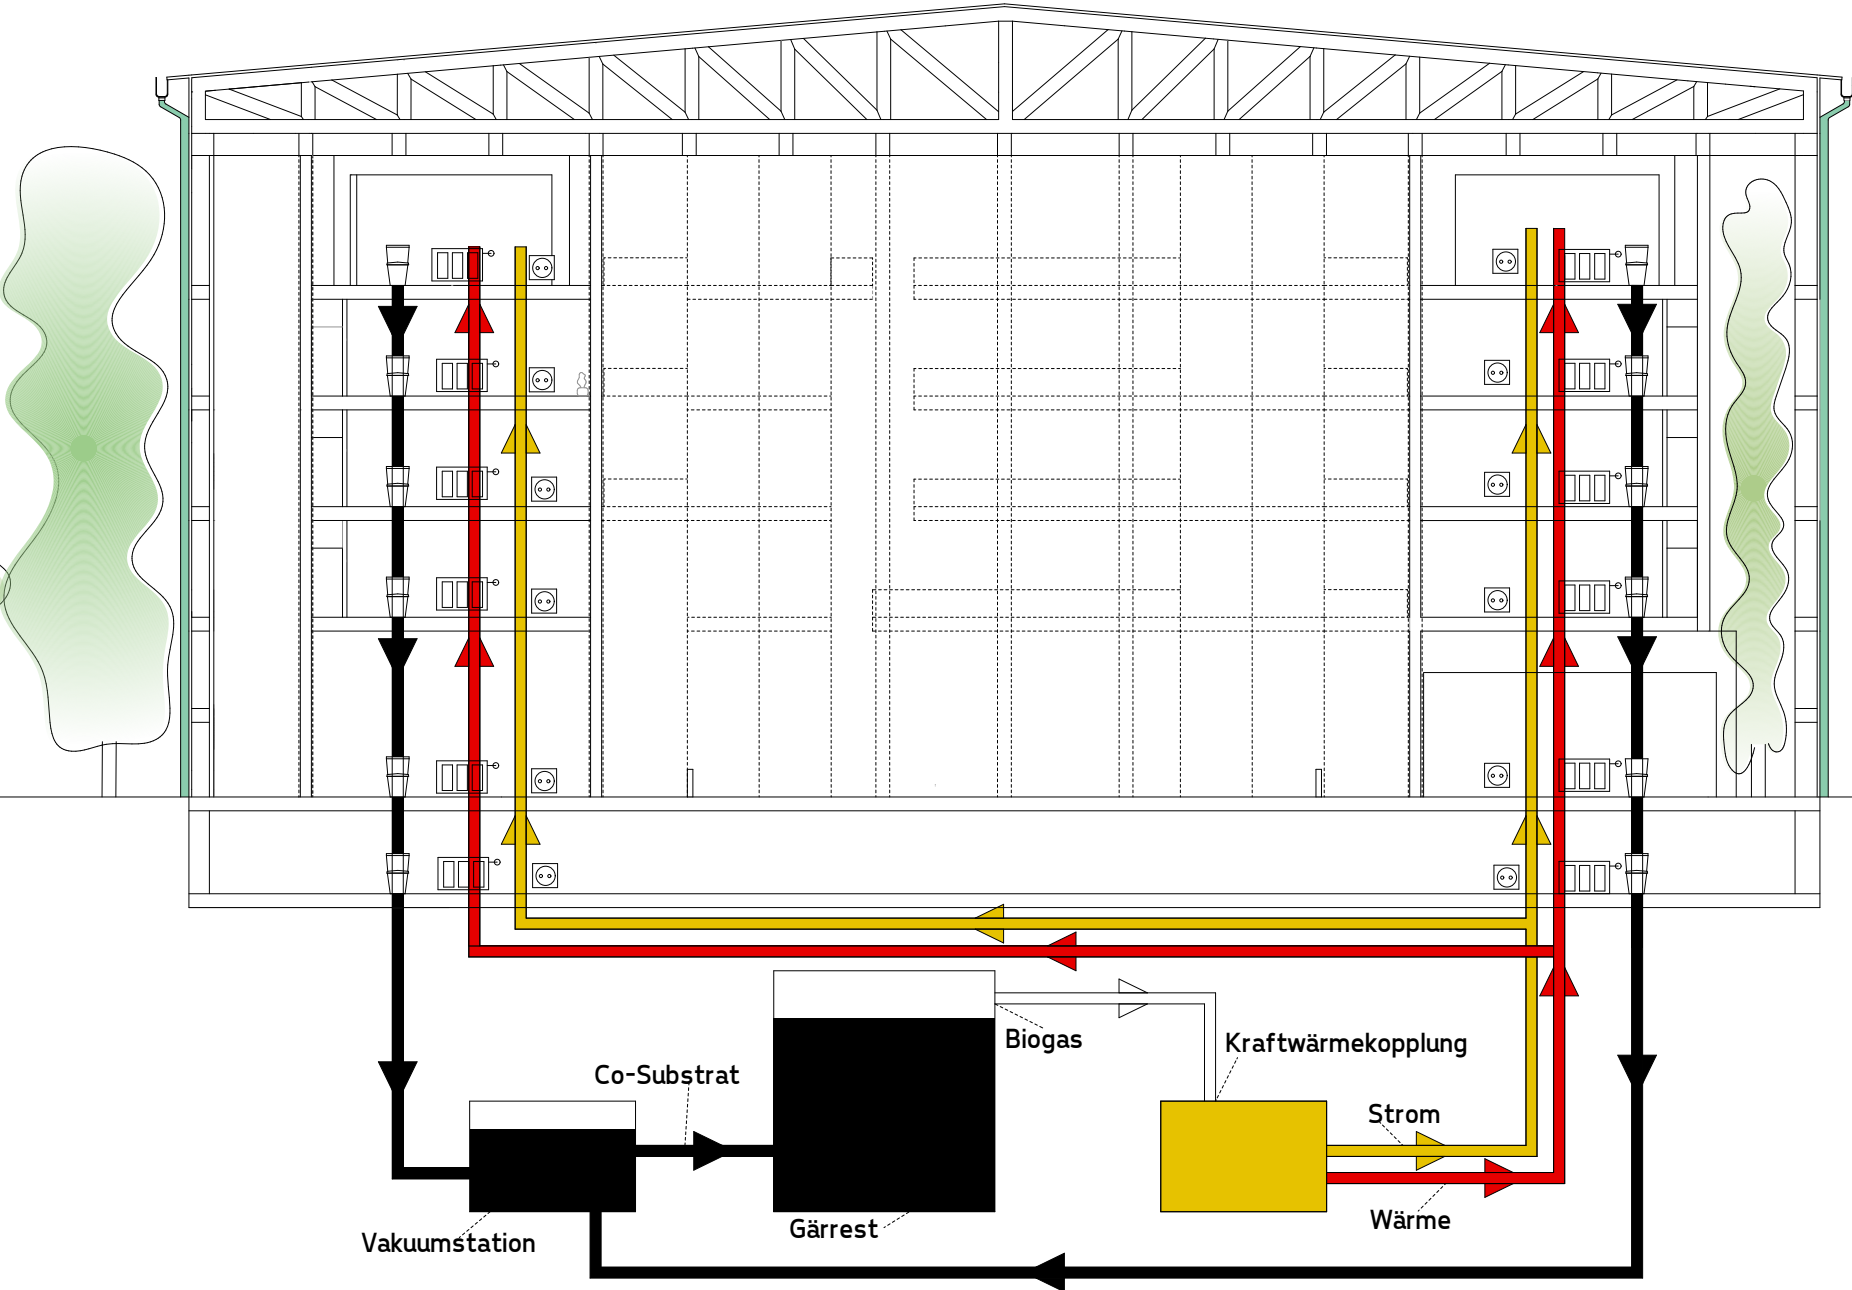 Biogas
Kraftwärmekopplung
Co-Substrat
Strom
Wärme
Gärrest
Vakuumstation